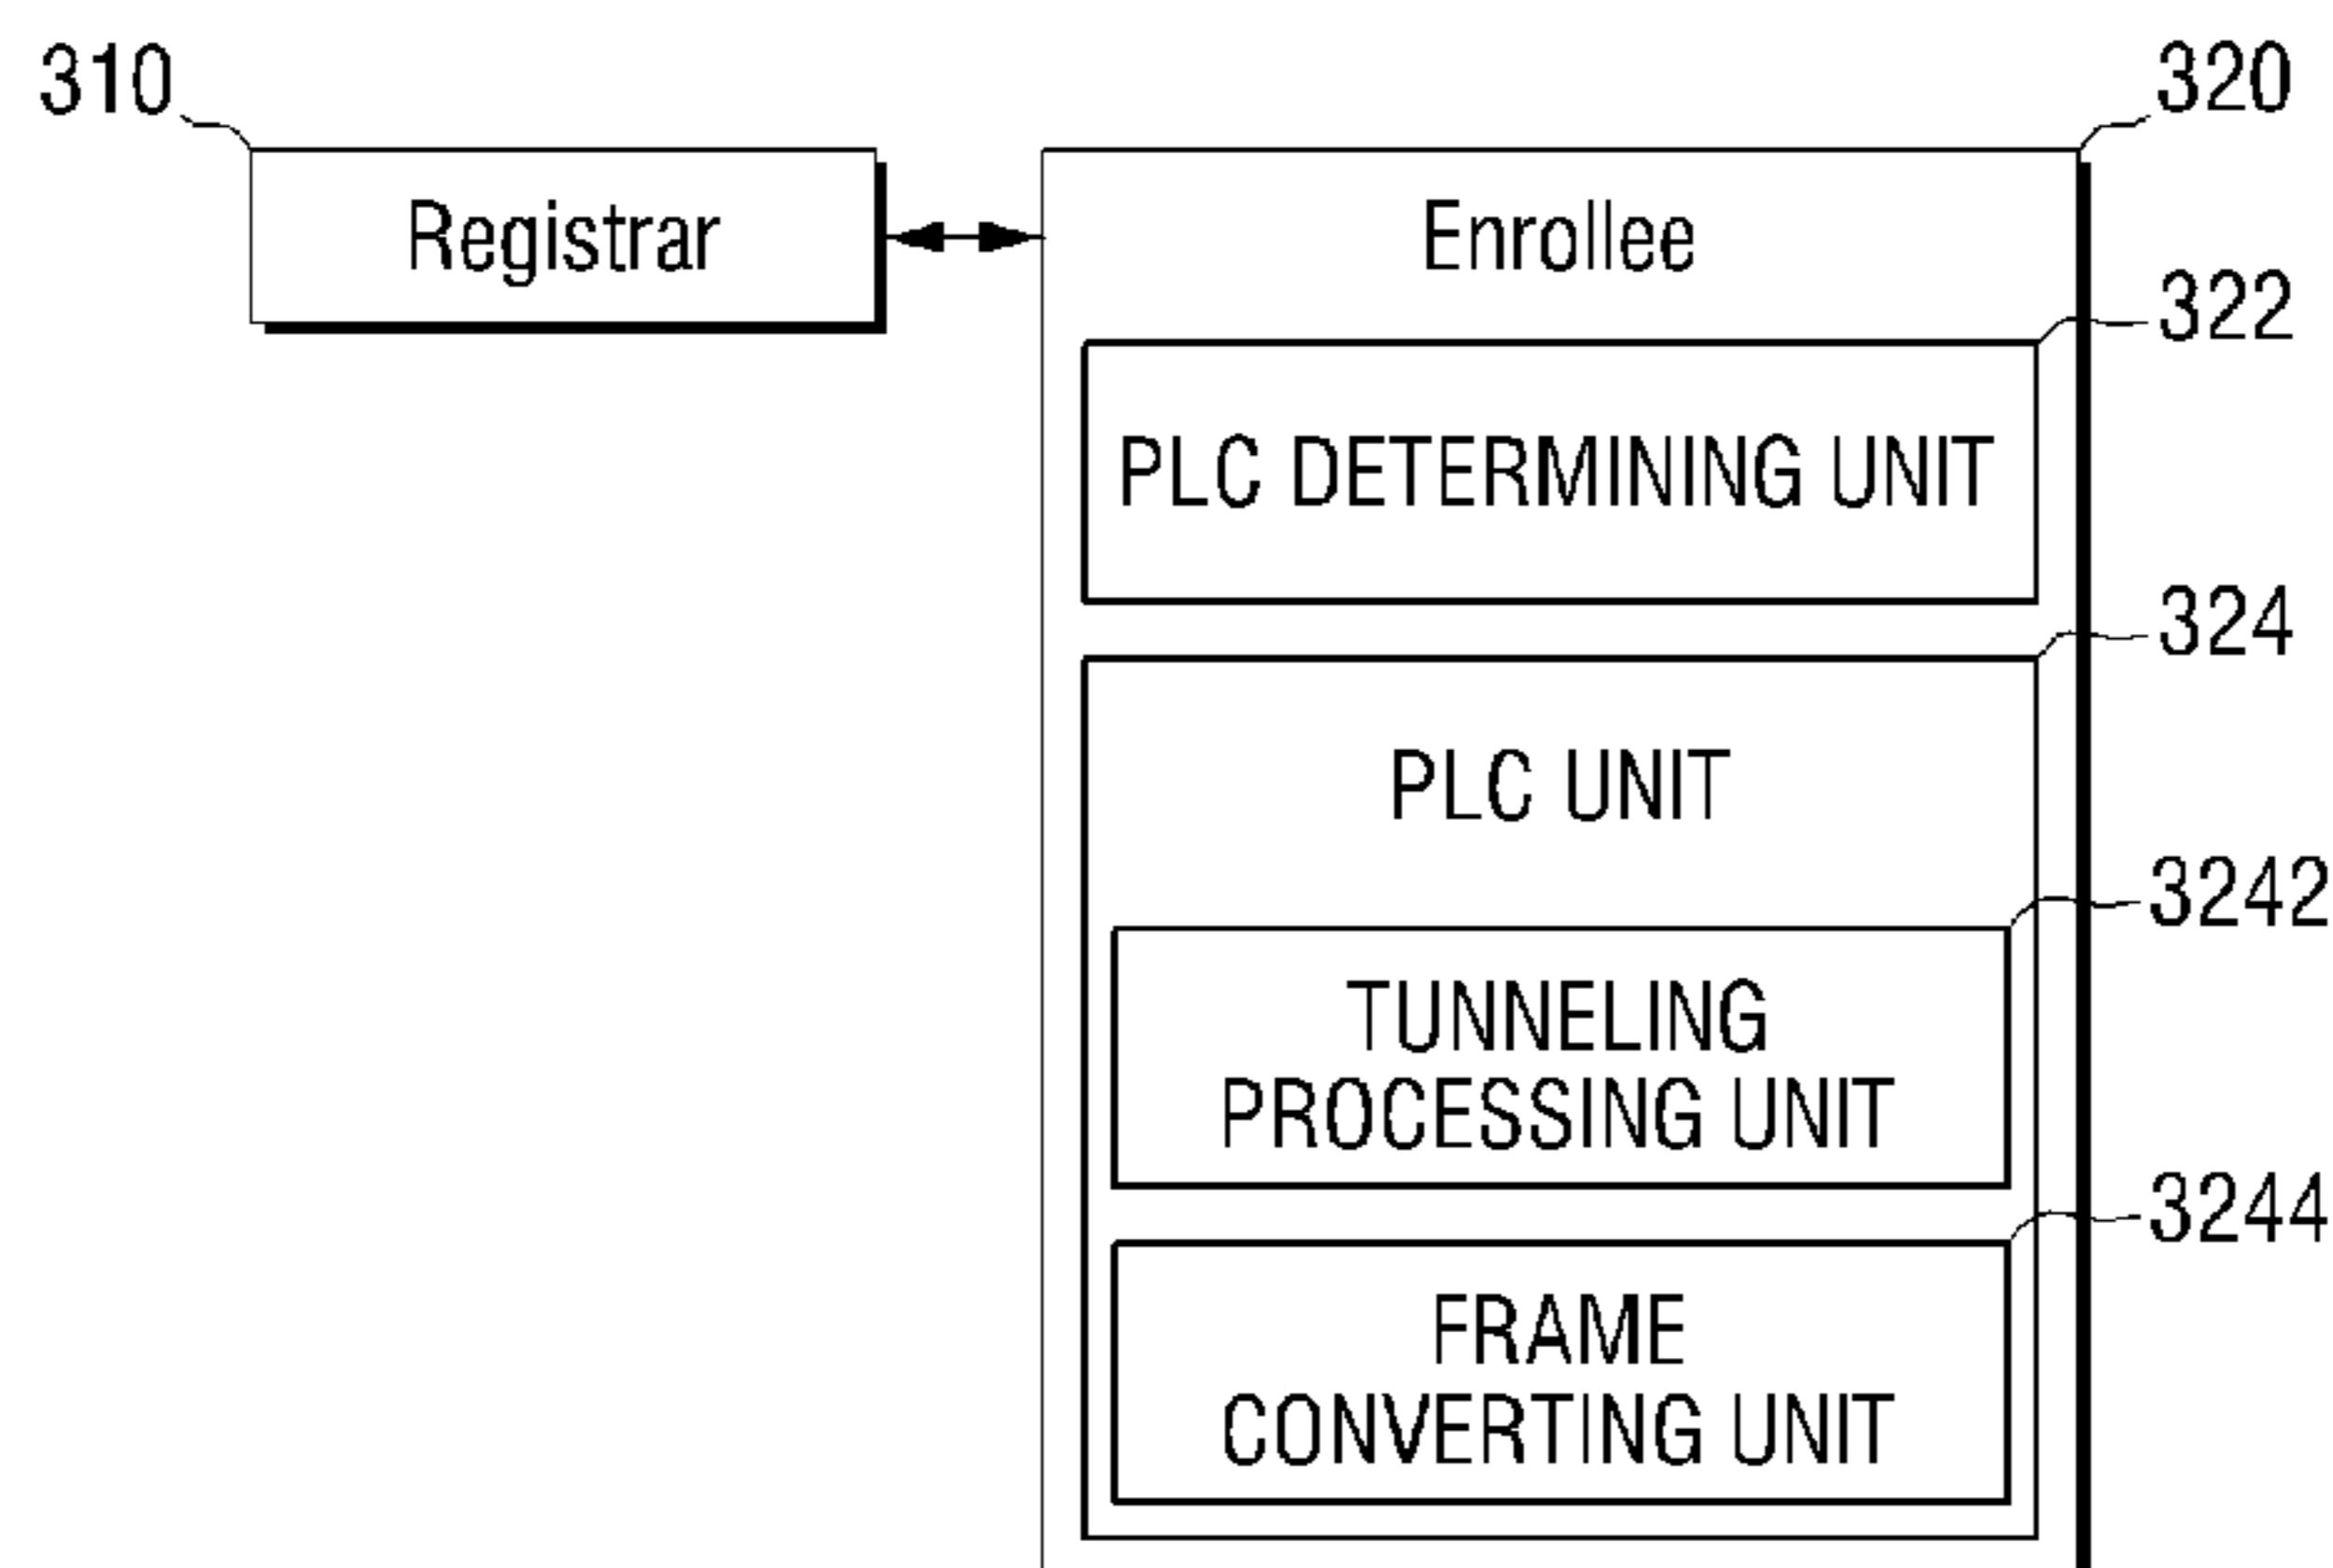 310
320
Registrar
Enrollee
322
PLC DETERMINING UNIT
324
PLC UNIT
3242
TUNNELING
PROCESSING UNIT
3244
FRAME
CONVERTING UNIT